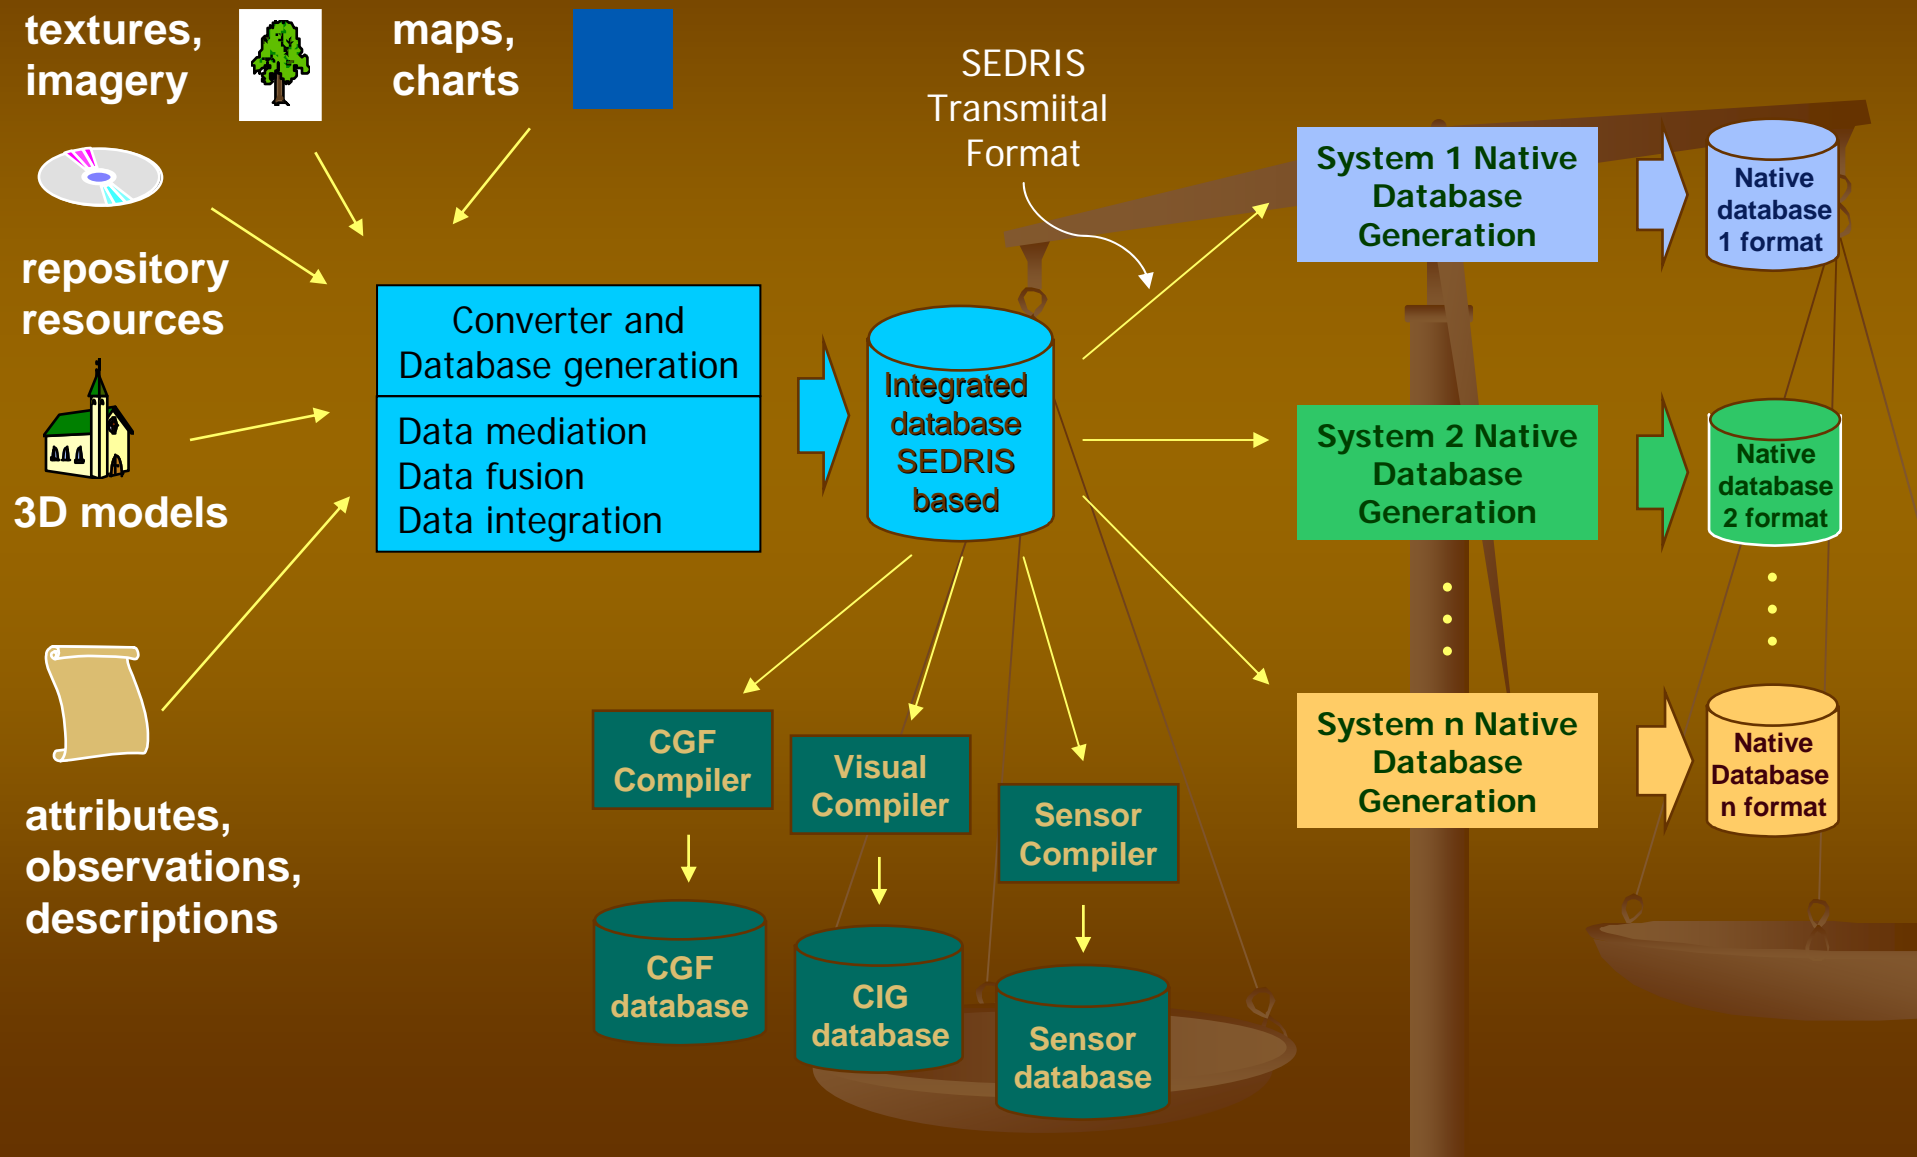 textures,
imagery
maps,
charts
repository
resources
3D models
attributes,
observations,
descriptions
Converter and
Database generation
Data mediation
Data fusion
Data integration
Integrated
database
SEDRIS
based
SEDRIS
Transmiital
Format
System 1 Native
Database
Generation
Native
database
1 format
System 2 Native
Database
Generation
Native
database
2 format
System n Native
Database
Generation
Native
Database
n format
CGF
Compiler
Visual
Compiler
Sensor
Compiler
CGF
database
CIG
database
Sensor
database